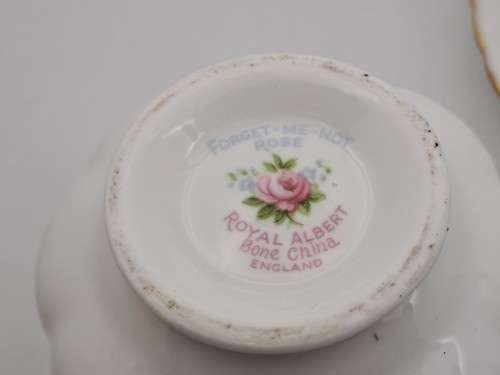 FORGET-ME-NOT
ROSE
ROYAL ALBERT
Bone China
ENGLAND